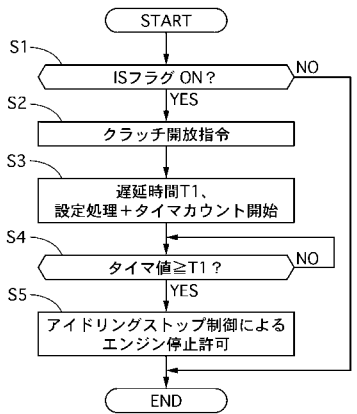 START
S1
ISフラグ ON？
NO
YES
S2
クラッチ開放指令
S3
遅延時間T1、
設定処理＋タイマカウント開始
S4
タイマ値≧T1？
NO
YES
S5
アイドリングストップ制御による
エンジン停止許可
END